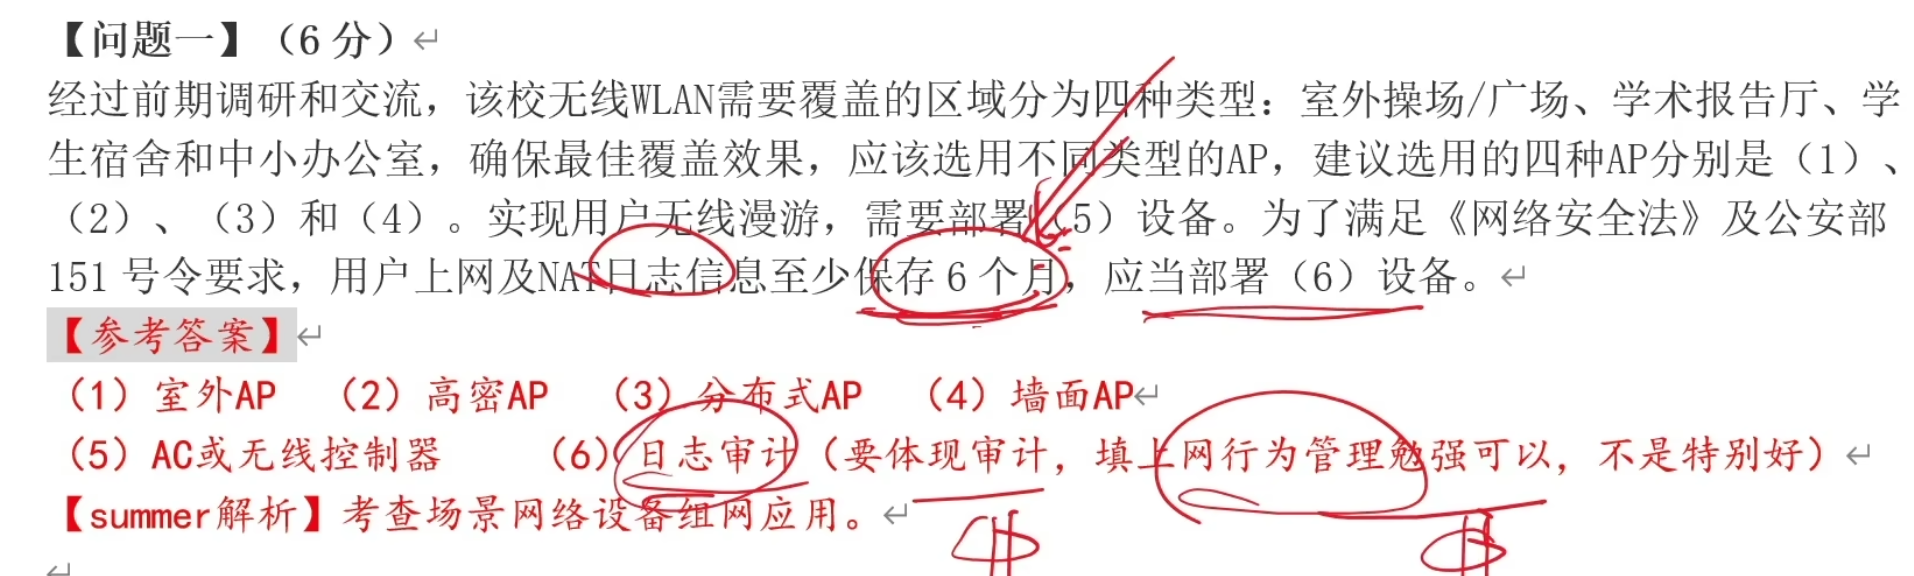 【问题一】（6 分）↵
经过前期调研和交流，该校无线WLAN需要覆盖的区域分为四种类型：室外操场/广场、学术报告厅、学
生宿舍和中小办公室，确保最佳覆盖效果，应该选用不同类型的AP，建议选用的四种AP分别是（1）、
（2）、（3）和（4）。实现用户无线漫游，需要部署（5）设备。为了满足《网络安全法》及公安部
151 号令要求，用户上网及NAT日志信息至少保存 6 个月，应当部署（6）设备。↵
【参考答案】↵
（1）室外AP （2）高密AP （3）分布式AP （4）墙面AP↵
（5）AC或无线控制器 （6）日志审计（要体现审计，填上网行为管理勉强可以，不是特别好）↵
【summer解析】考查场景网络设备组网应用。↵
↵